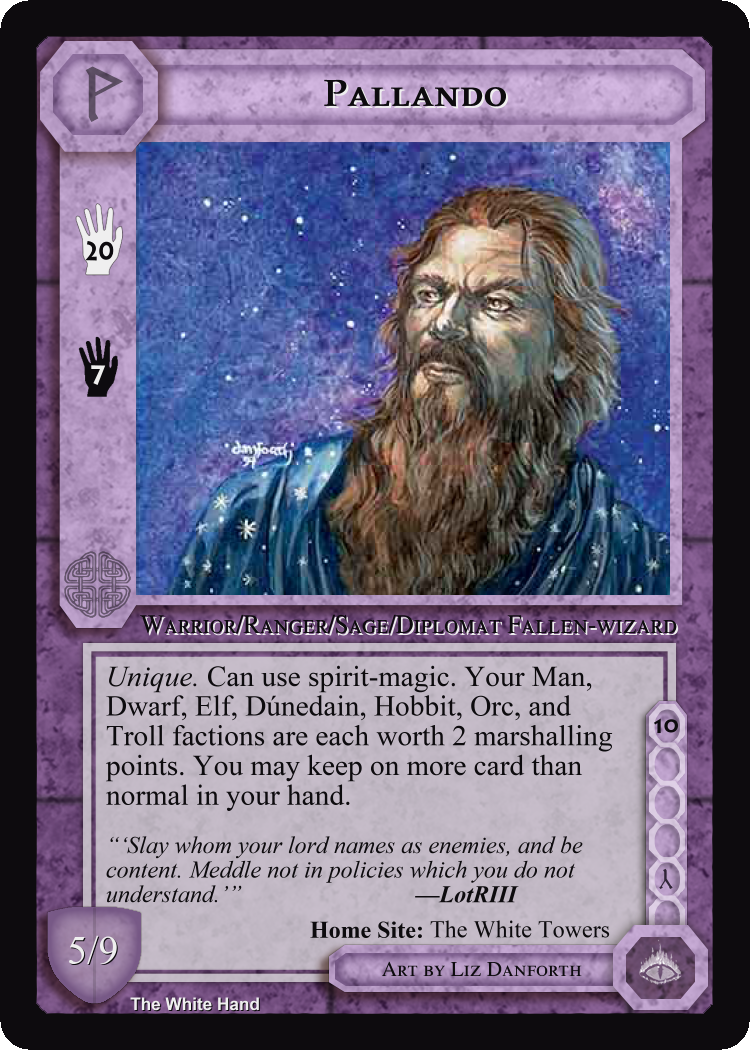 PALLANDO
20
7
danforth
97
WARRIOR/RANGER/SAGE/DIPLOMAT FALLEN-WIZARD
Unique. Can use spirit-magic. Your Man,
Dwarf, Elf, Dúnedain, Hobbit, Orc, and
Troll factions are each worth 2 marshalling
points. You may keep on more card than
normal in your hand.
10
“‘Slay whom your lord names as enemies, and be
content. Meddle not in policies which you do not
understand.’” —LotRIII
Home Site: The White Towers
5/9
ART BY LIZ DANFORTH
The White Hand